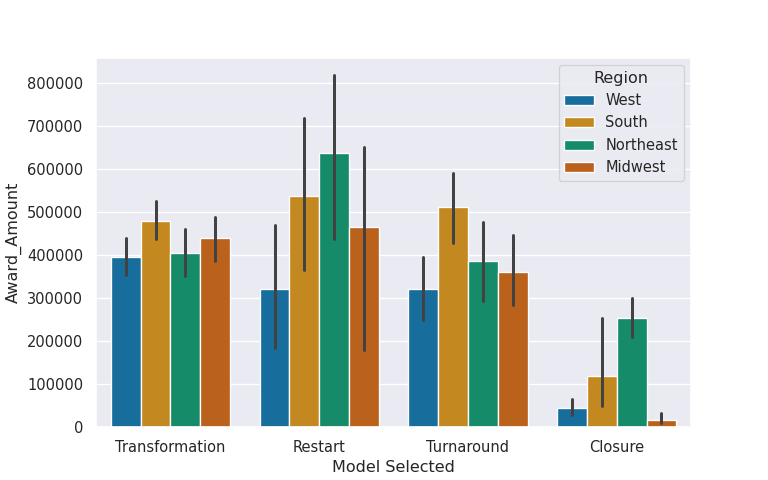 Region
West
South
Northeast
Midwest
800000
700000
600000
500000
400000
300000
200000
100000
0
Award_Amount
Transformation
Restart
Turnaround
Closure
Model Selected